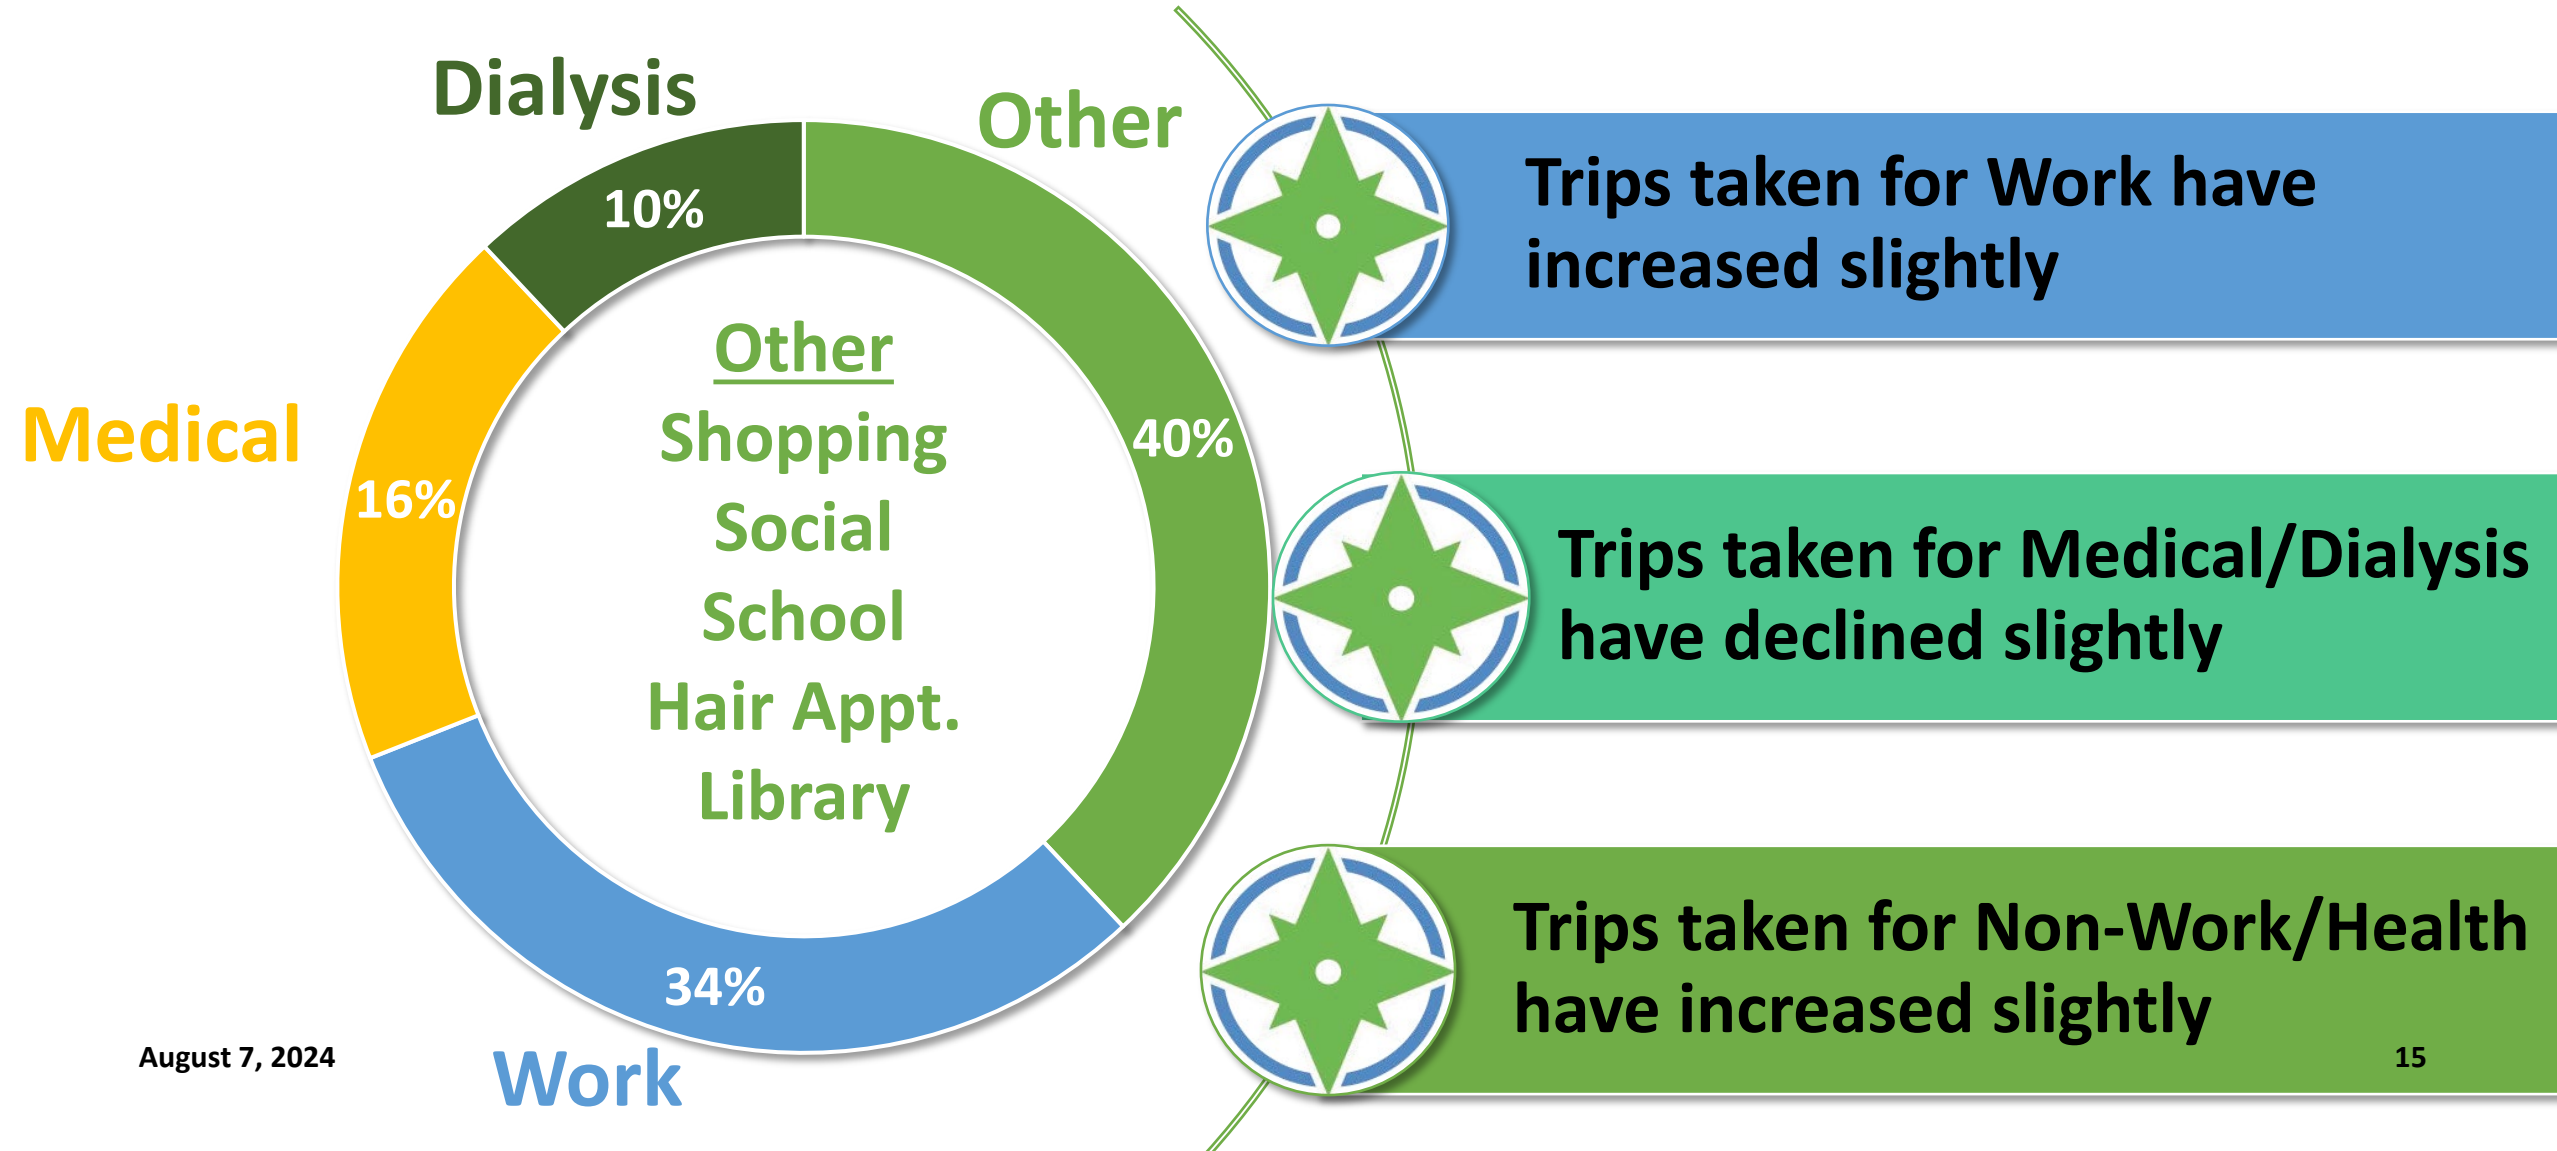 Dialysis
Other
10%
40%
Medical
16%
34%
Work
Other
Shopping
Social
School
Hair Appt.
Library
Trips taken for Work have
increased slightly
Trips taken for Medical/Dialysis
have declined slightly
Trips taken for Non-Work/Health
have increased slightly
August 7, 2024
15